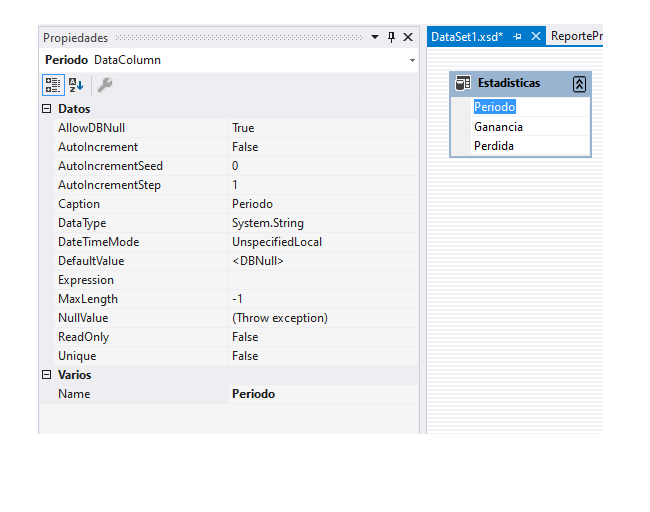 Propiedades
Periodo DataColumn
Datos
AllowDBNull True
AutoIncrement False
AutoIncrementSeed 0
AutoIncrementStep 1
Caption Periodo
DataType System.String
DateTimeMode UnspecifiedLocal
DefaultValue <DBNull>
Expression
MaxLength -1
NullValue (Throw exception)
ReadOnly False
Unique False
Varios
Name Periodo
DataSet1.xsd*
ReportePr
Estadisticas
Periodo
Ganancia
Perdida